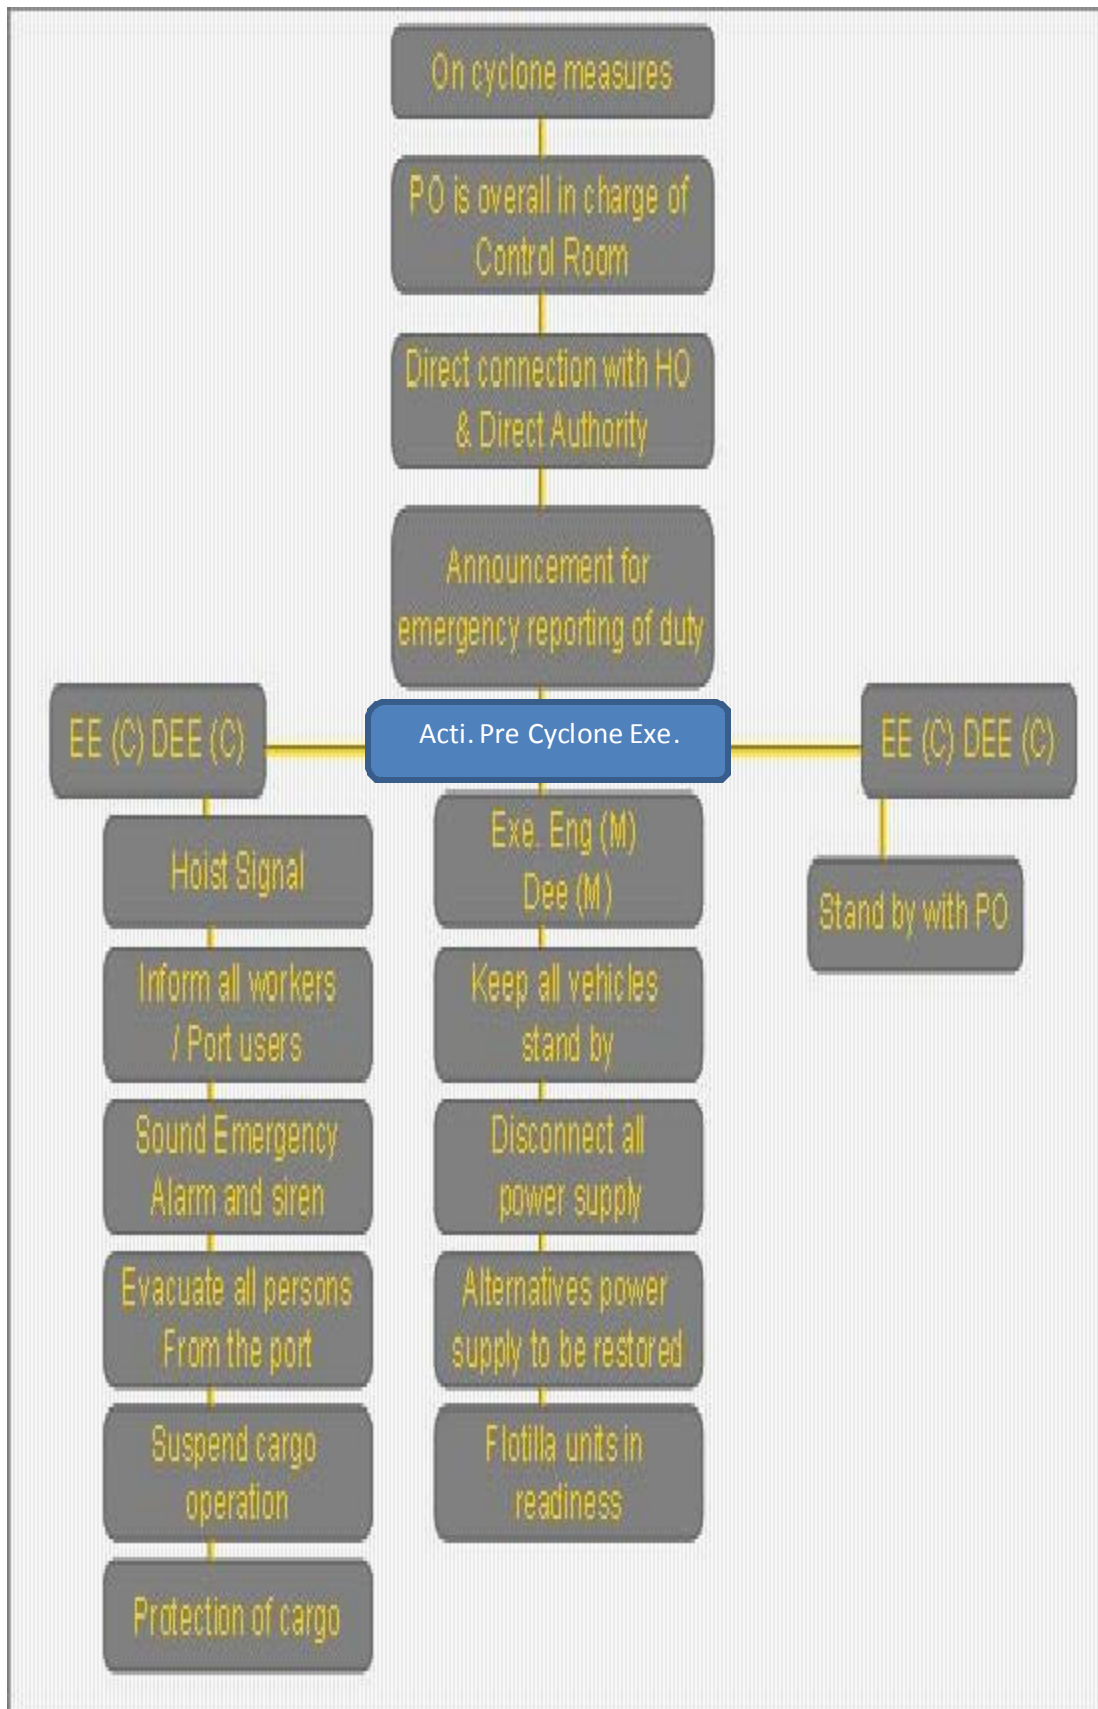 On cyclone measures
PO is overall in charge of
Control Room
Direct connection with HO
& Direct Authority
Announcement for
emergency reporting of duty
Acti. Pre Cyclone Exe.
EE (C) DEE (C)
Hoist Signal
Inform all workers
/ Port users
Sound Emergency
Alarm and siren
Evacuate all persons
From the port
Suspend cargo
operation
Protection of cargo
Exe. Eng (M)
Dee (M)
Keep all vehicles
stand by
Disconnect all
power supply
Alternatives power
supply to be restored
Flotilla units in
readiness
EE (C) DEE (C)
Stand by with PO